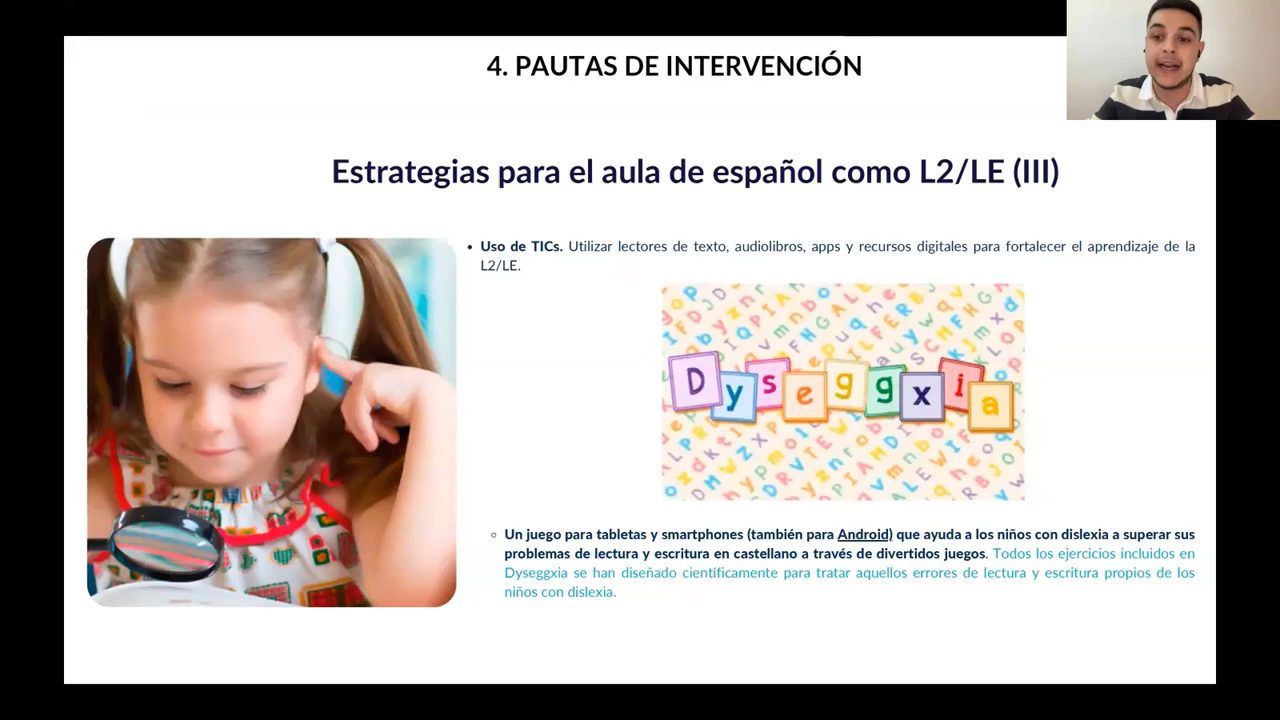 4. PAUTAS DE INTERVENCIÓN
Estrategias para el aula de español como L2/LE (III)
• Uso de TICs. Utilizar lectores de texto, audiolibros, apps y recursos digitales para fortalecer el aprendizaje de la
L2/LE.
Dyseggxia
◦ Un juego para tabletas y smartphones (también para Android) que ayuda a los niños con dislexia a superar sus
problemas de lectura y escritura en castellano a través de divertidos juegos. Todos los ejercicios incluidos en
Dyseggxia se han diseñado científicamente para tratar aquellos errores de lectura y escritura propios de los
niños con dislexia.